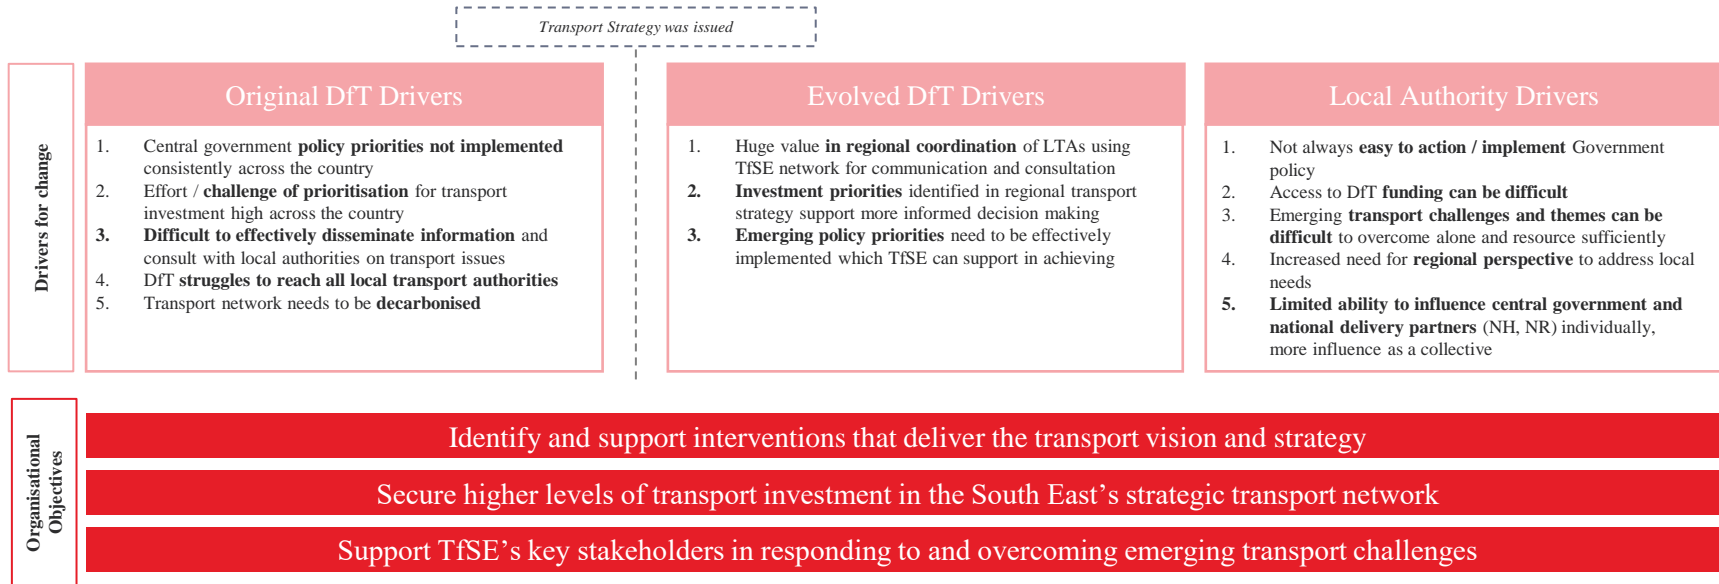 Transport Strategy was issued
Drivers for change
Original DfT Drivers
1. Central government policy priorities not implemented
consistently across the country
2. Effort / challenge of prioritisation for transport
investment high across the country
3. Difficult to effectively disseminate information and
consult with local authorities on transport issues
4. DfT struggles to reach all local transport authorities
5. Transport network needs to be decarbonised
Evolved DfT Drivers
1. Huge value in regional coordination of LTAs using
TfSE network for communication and consultation
2. Investment priorities identified in regional transport
strategy support more informed decision making
3. Emerging policy priorities need to be effectively
implemented which TfSE can support in achieving
Local Authority Drivers
1. Not always easy to action / implement Government
policy
2. Access to DfT funding can be difficult
3. Emerging transport challenges and themes can be
difficult to overcome alone and resource sufficiently
4. Increased need for regional perspective to address local
needs
5. Limited ability to influence central government and
national delivery partners (NH, NR) individually,
more influence as a collective
Organisational
Objectives
Identify and support interventions that deliver the transport vision and strategy
Secure higher levels of transport investment in the South East’s strategic transport network
Support TfSE’s key stakeholders in responding to and overcoming emerging transport challenges